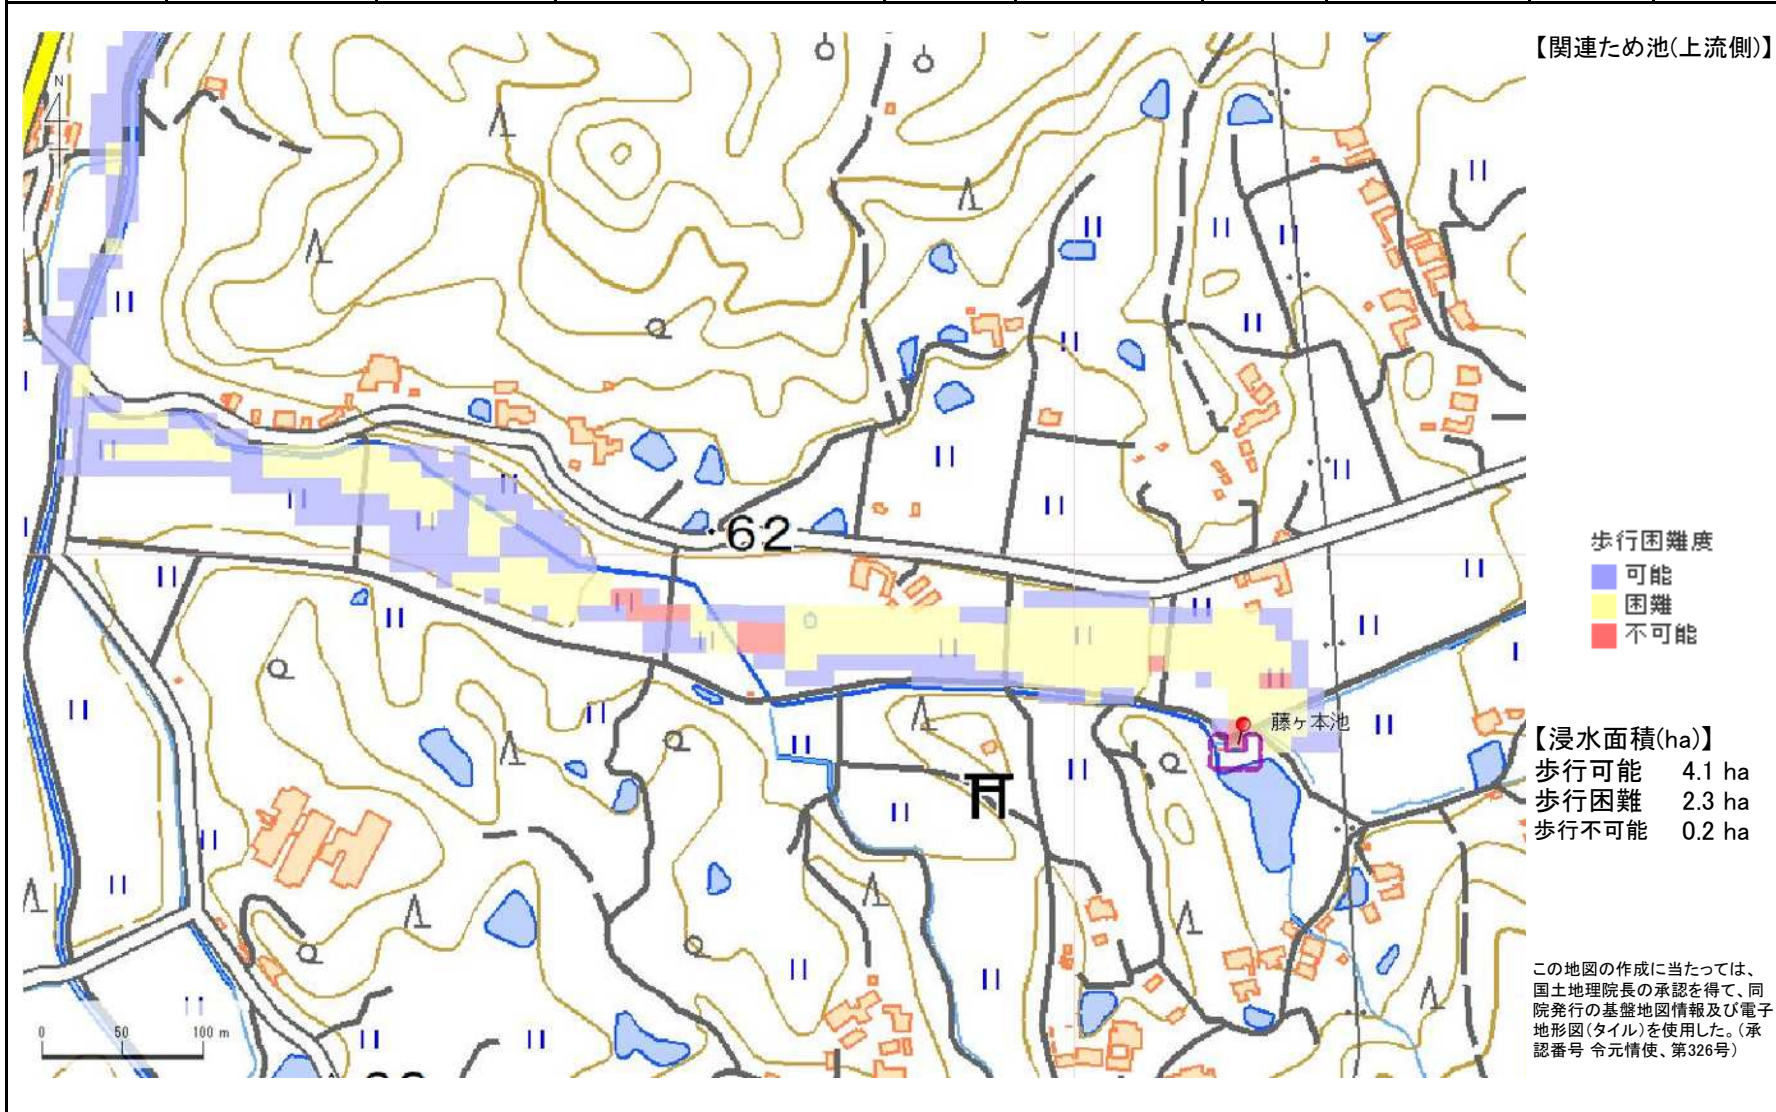 【関連ため池(上流側)】
N
62
歩行困難度
可能
困難
不可能
藤ヶ本池
【浸水面積(ha)】
歩行可能 4.1 ha
歩行困難 2.3 ha
歩行不可能 0.2 ha
この地図の作成に当たっては、
国土地理院長の承認を得て、同
院発行の基盤地図情報及び電子
地形図(タイル)を使用した。(承
認番号 令元情使、第326号)
0 50 100 m